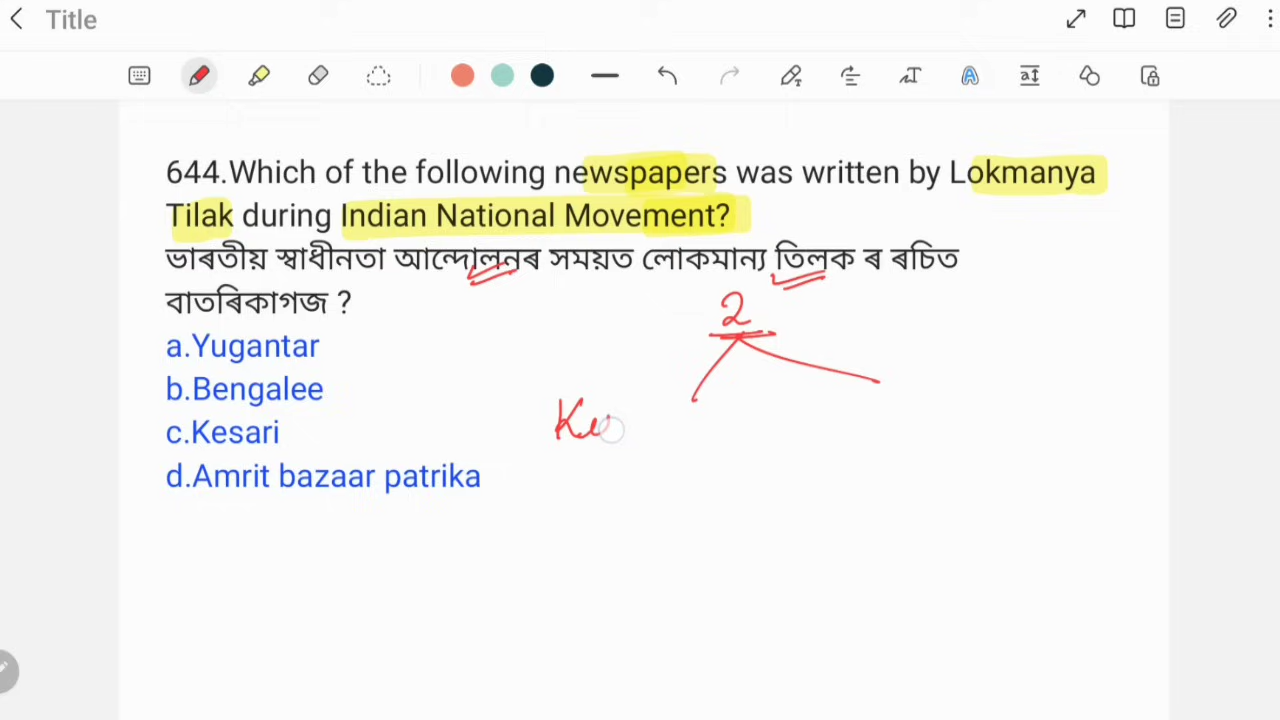 Title
644.Which of the following newspapers was written by Lokmanya
Tilak during Indian National Movement?
ভাৰতীয় স্বাধীনতা আন্দোলনৰ সময়ত লোকমান্য তিলক ৰ ৰচিত
বাতৰিকাগজ ?
2
a.Yugantar
b.Bengalee
c.Kesari
d.Amrit bazaar patrika